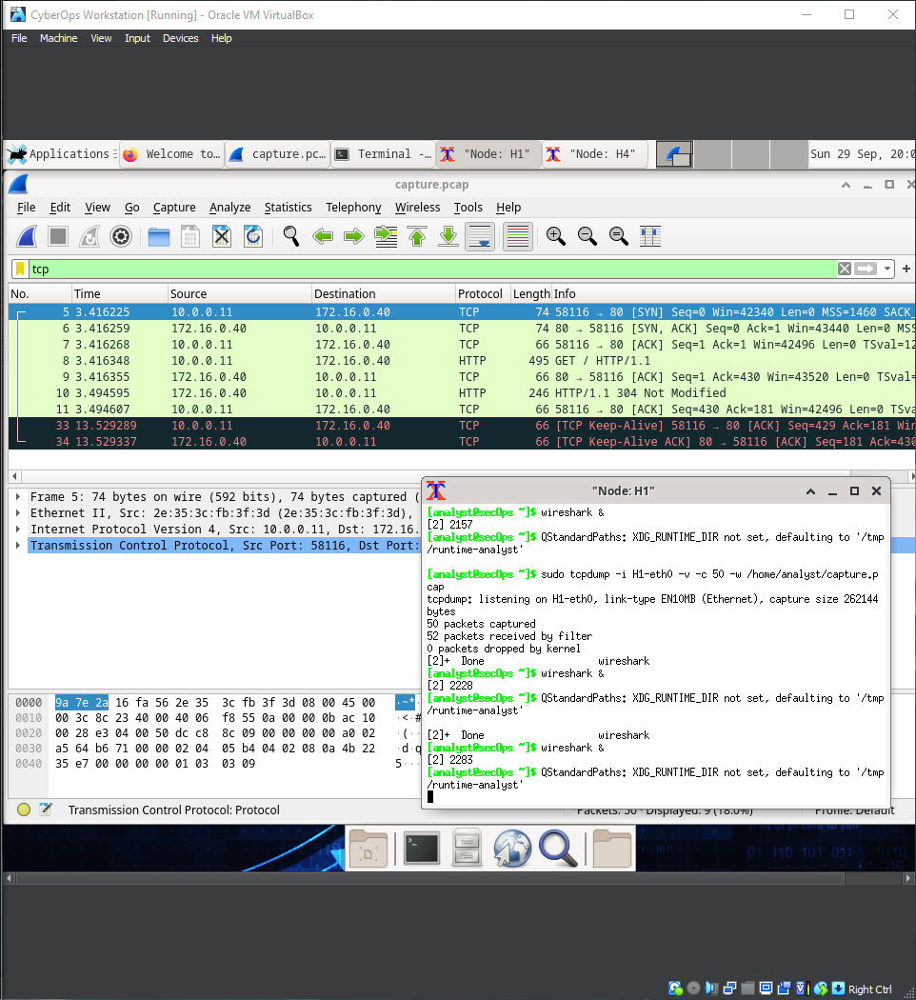 CyberOps Workstation [Running] - Oracle VM VirtualBox
File Machine View Input Devices Help
Applications Welcome to... capture.pc... Terminal -... "Node: H1" "Node: H4" Sun 29 Sep, 20:0
capture.pcap
File Edit View Go Capture Analyze Statistics Telephony Wireless Tools Help
tcp
No. Time Source Destination Protocol Length Info
5 3.416225 10.0.0.11 172.16.0.40 TCP 74 58116 → 80 [SYN] Seq=0 Win=42340 Len=0 MSS=1460 SACK_
6 3.416259 172.16.0.40 10.0.0.11 TCP 74 80 → 58116 [SYN, ACK] Seq=0 Ack=1 Win=43440 Len=0 MSS
7 3.416268 10.0.0.11 172.16.0.40 TCP 66 58116 → 80 [ACK] Seq=1 Ack=1 Win=42496 Len=0 TSval=12
8 3.416348 10.0.0.11 172.16.0.40 HTTP 495 GET / HTTP/1.1
9 3.416355 172.16.0.40 10.0.0.11 TCP 66 80 → 58116 [ACK] Seq=1 Ack=430 Win=43520 Len=0 TSval=
10 3.494595 172.16.0.40 10.0.0.11 HTTP 246 HTTP/1.1 304 Not Modified
11 3.494607 10.0.0.11 172.16.0.40 TCP 66 58116 → 80 [ACK] Seq=430 Ack=181 Win=42496 Len=0 TSva
33 13.529289 10.0.0.11 172.16.0.40 TCP 66 [TCP Keep-Alive] 58116 → 80 [ACK] Seq=429 Ack=181 Win
34 13.529337 172.16.0.40 10.0.0.11 TCP 66 [TCP Keep-Alive ACK] 80 → 58116 [ACK] Seq=181 Ack=430
Frame 5: 74 bytes on wire (592 bits), 74 bytes captured (
Ethernet II, Src: 2e:35:3c:fb:3f:3d (2e:35:3c:fb:3f:3d),
Internet Protocol Version 4, Src: 10.0.0.11, Dst: 172.16.
Transmission Control Protocol, Src Port: 58116, Dst Port:
0000 9a 7e 2a 16 fa 56 2e 35 3c fb 3f 3d 08 00 45 00 ·~*·
0010 00 3c 8c 23 40 00 40 06 f8 55 0a 00 00 0b ac 10 ·<·#
0020 00 28 e3 04 00 50 dc c8 8c 09 00 00 00 00 a0 02 ·(··
0030 a5 64 b6 71 00 00 02 04 05 b4 04 02 08 0a 4b 22 ·d·q
0040 35 e7 00 00 00 00 01 03 03 09 5···
Transmission Control Protocol: Protocol
Packets: 50 · Displayed: 9 (18.0%)
Profile: Default
"Node: H1"
[analyst@secOps ~]$ wireshark &
[2] 2157
[analyst@secOps ~]$ QStandardPaths: XDG_RUNTIME_DIR not set, defaulting to '/tmp
/runtime-analyst'
[analyst@secOps ~]$ sudo tcpdump -i H1-eth0 -v -c 50 -w /home/analyst/capture.p
cap
tcpdump: listening on H1-eth0, link-type EN10MB (Ethernet), capture size 262144
bytes
50 packets captured
52 packets received by filter
0 packets dropped by kernel
[2]+ Done wireshark
[analyst@secOps ~]$ wireshark &
[2] 2228
[analyst@secOps ~]$ QStandardPaths: XDG_RUNTIME_DIR not set, defaulting to '/tmp
/runtime-analyst'
[2]+ Done wireshark
[analyst@secOps ~]$ wireshark &
[2] 2283
[analyst@secOps ~]$ QStandardPaths: XDG_RUNTIME_DIR not set, defaulting to '/tmp
/runtime-analyst'
Right Ctrl